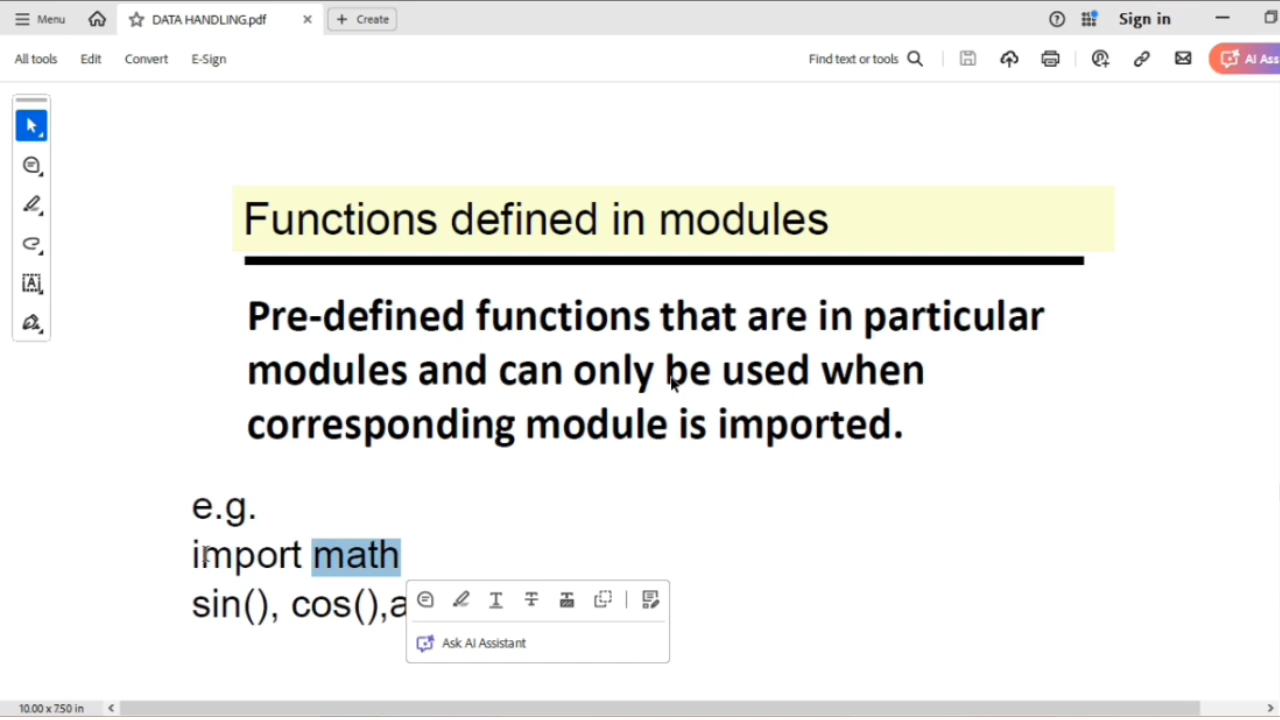 Menu
DATA HANDLING.pdf
Create
Sign in
All tools
Edit
Convert
E-Sign
Find text or tools
AI Ass
Functions defined in modules
Pre-defined functions that are in particular
modules and can only be used when
corresponding module is imported.
e.g.
import math
sin(), cos(),a
Ask AI Assistant
10.00 x 7.50 in